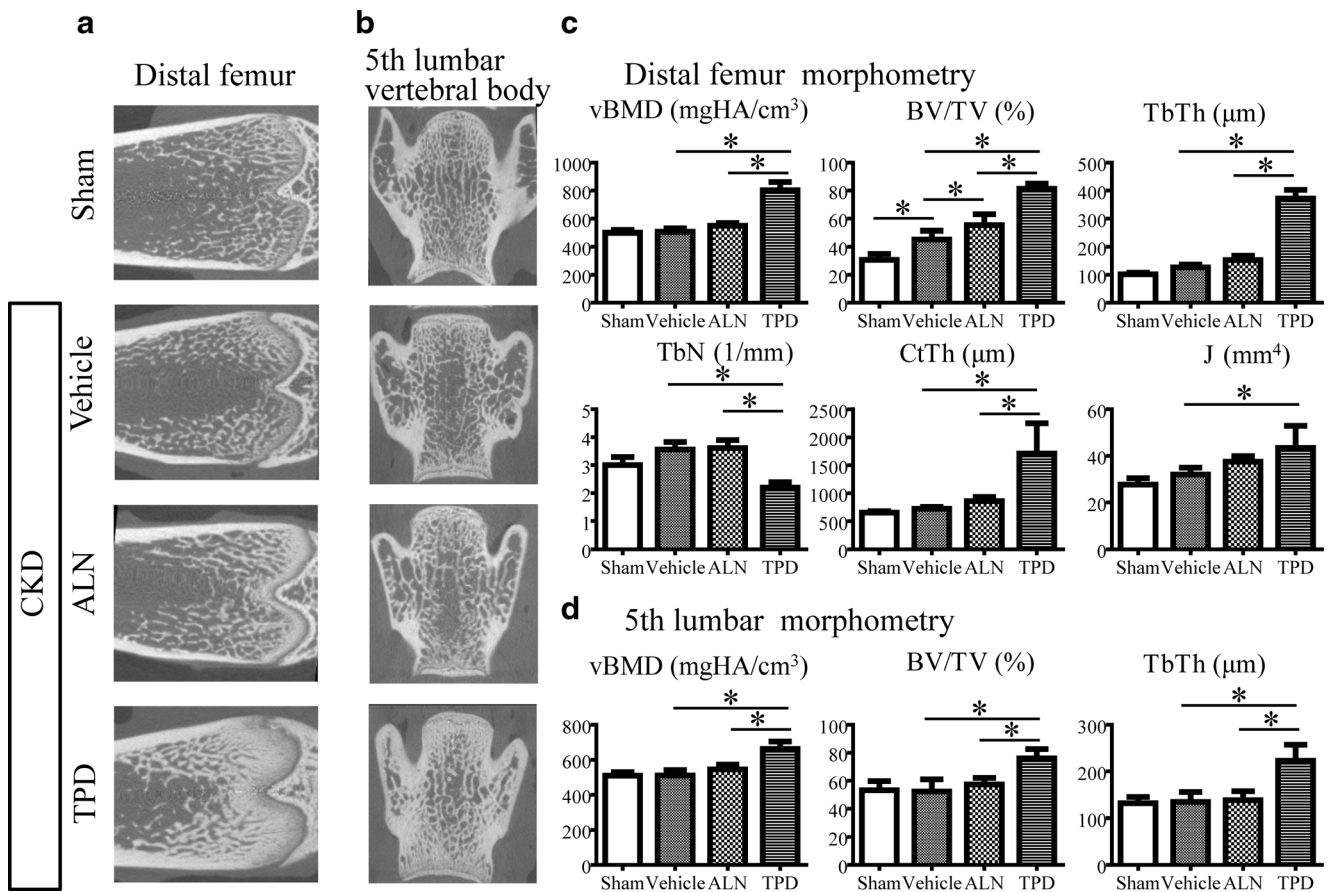 a
b
c
Distal femur
5th lumbar
vertebral body
Distal femur morphometry
Sham
Vehicle
ALN
TPD
CKD
vBMD (mgHA/cm³)
1000
800
600
400
200
0
* *
Sham Vehicle ALN TPD
BV/TV (%)
100
80
60
40
20
0
* * * *
Sham Vehicle ALN TPD
TbTh (μm)
500
400
300
200
100
0
* *
Sham Vehicle ALN TPD
TbN (1/mm)
5
4
3
2
1
0
* *
Sham Vehicle ALN TPD
CtTh (μm)
2500
2000
1500
1000
500
0
* *
Sham Vehicle ALN TPD
J (mm⁴)
60
40
20
0
*
Sham Vehicle ALN TPD
d
5th lumbar morphometry
vBMD (mgHA/cm³)
800
600
400
200
0
* *
Sham Vehicle ALN TPD
BV/TV (%)
100
80
60
40
20
0
* *
Sham Vehicle ALN TPD
TbTh (μm)
300
200
100
0
* *
Sham Vehicle ALN TPD